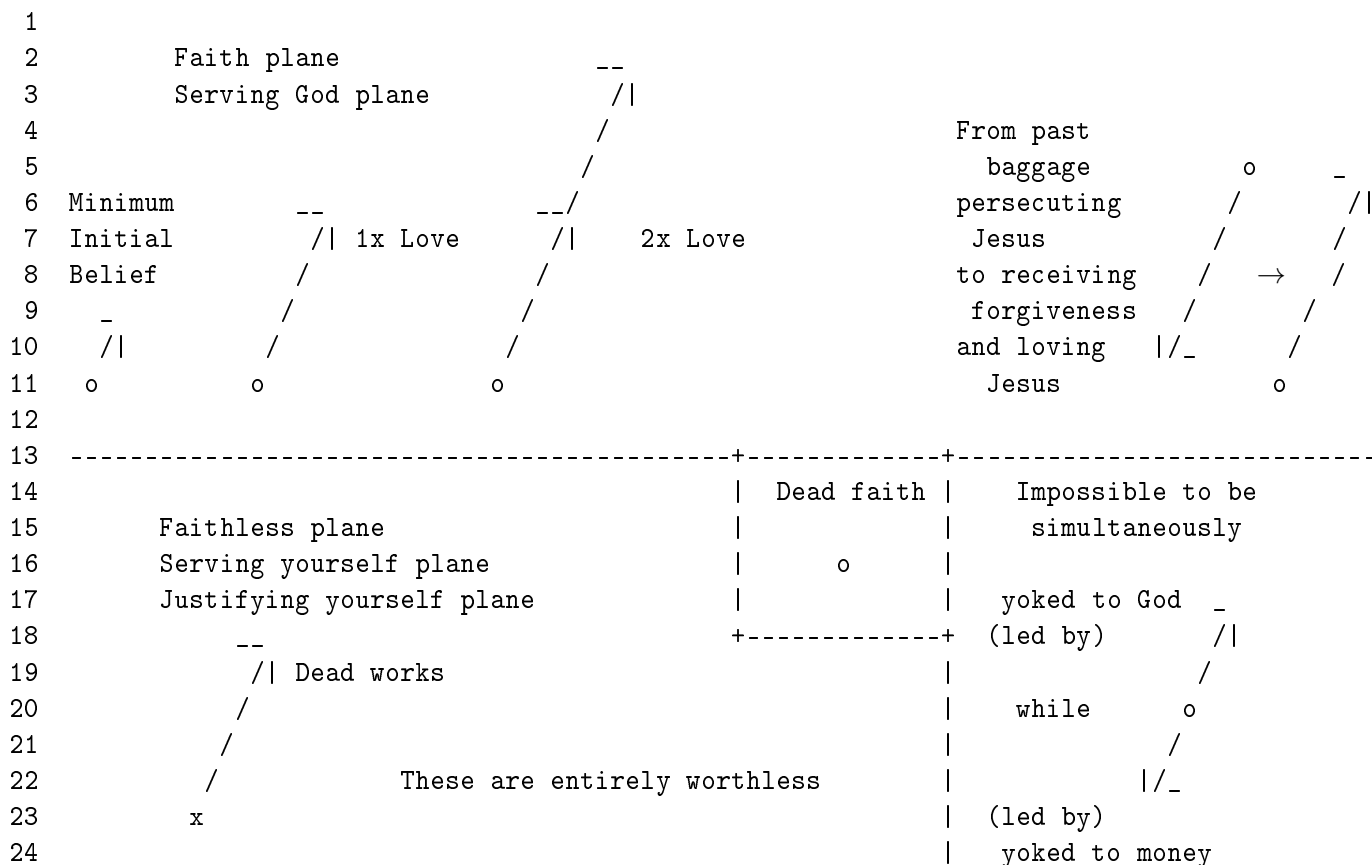 1
2         Faith plane                 __
3         Serving God plane            /|
4                                     /                       From past
5                                    /                          baggage          o     _
6  Minimum        __              __/                         persecuting       /       /|
7  Initial         /| 1x Love      /|    2x Love               Jesus           /       /
8  Belief         /               /                           to receiving    /   →   /
9    _           /               /                             forgiveness   /       /
10   /|         /               /                             and loving   |/_      /
11  o          o               o                                Jesus              o
12
13 --------------------------------------------+-------------+----------------------------
14                                             |  Dead faith |    Impossible to be
15       Faithless plane                       |             |     simultaneously
16       Serving yourself plane                |      o      |
17       Justifying yourself plane             |             |   yoked to God  _
18            __                               +-------------+  (led by)       /|
19             /| Dead works                                 |                /
20            /                                              |    while      o
21           /                                               |              /
22          /            These are entirely worthless        |            |/_
23         x                                                 |  (led by)
24                                                           |   yoked to money